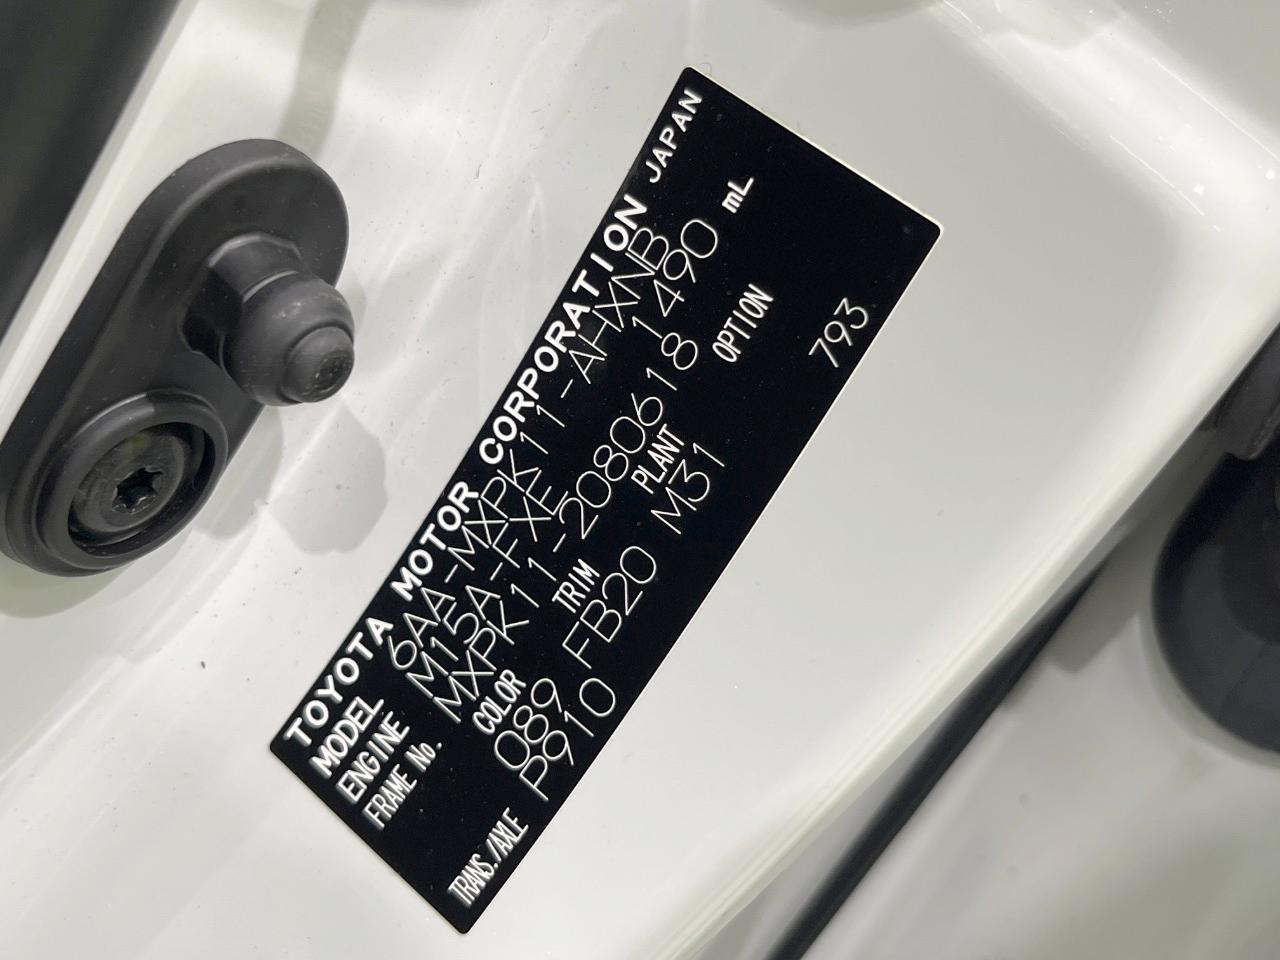 TOYOTA MOTOR CORPORATION JAPAN
MODEL 6AA-MXPK11-AHXNB
ENGINE M15A-FXE 1490 mL
FRAME No. MXPK11-2080618
COLOR TRIM PLANT OPTION
089 FB20 M31 793
TRANS./AXLE P910